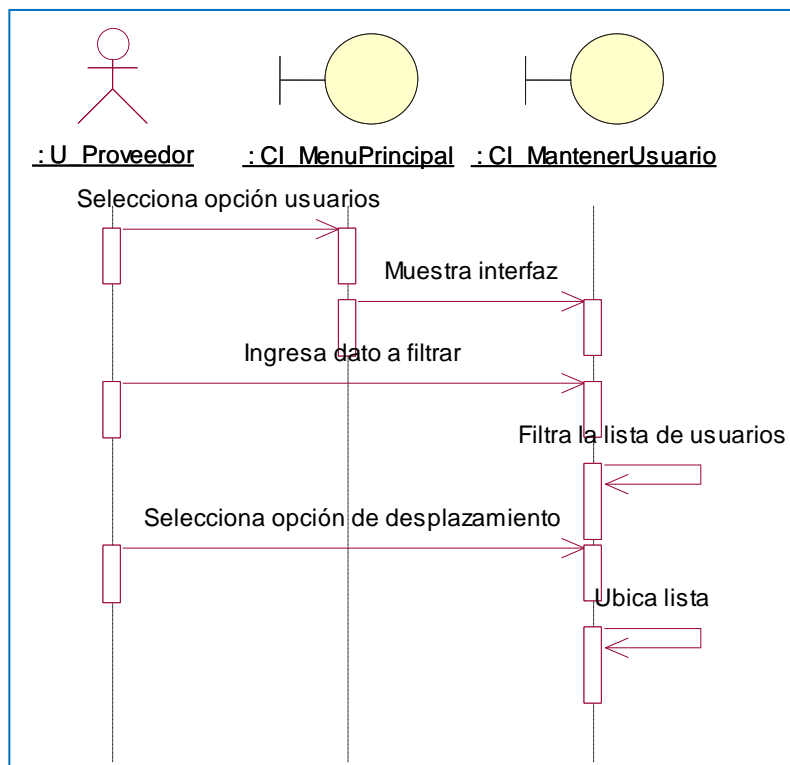 : U_Proveedor
: CI_MenuPrincipal
: CI_MantenerUsuario
Selecciona opción usuarios
Muestra interfaz
Ingresa dato a filtrar
Filtra la lista de usuarios
Selecciona opción de desplazamiento
Ubica lista